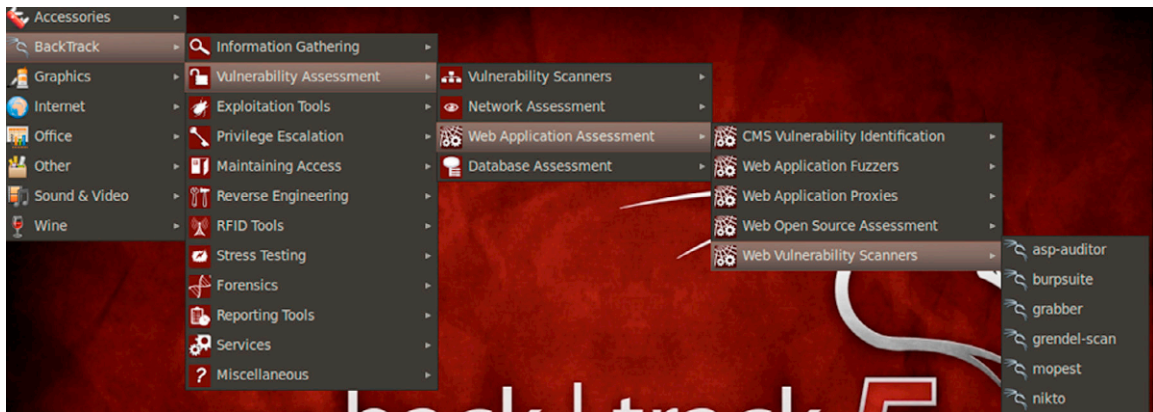 Accessories
BackTrack
Graphics
Internet
Office
Other
Sound & Video
Wine
Information Gathering
Vulnerability Assessment
Exploitation Tools
Privilege Escalation
Maintaining Access
Reverse Engineering
RFID Tools
Stress Testing
Forensics
Reporting Tools
Services
Miscellaneous
Vulnerability Scanners
Network Assessment
Web Application Assessment
Database Assessment
CMS Vulnerability Identification
Web Application Fuzzers
Web Application Proxies
Web Open Source Assessment
Web Vulnerability Scanners
asp-auditor
burpsuite
grabber
grendel-scan
mopest
nikto
back | track 5